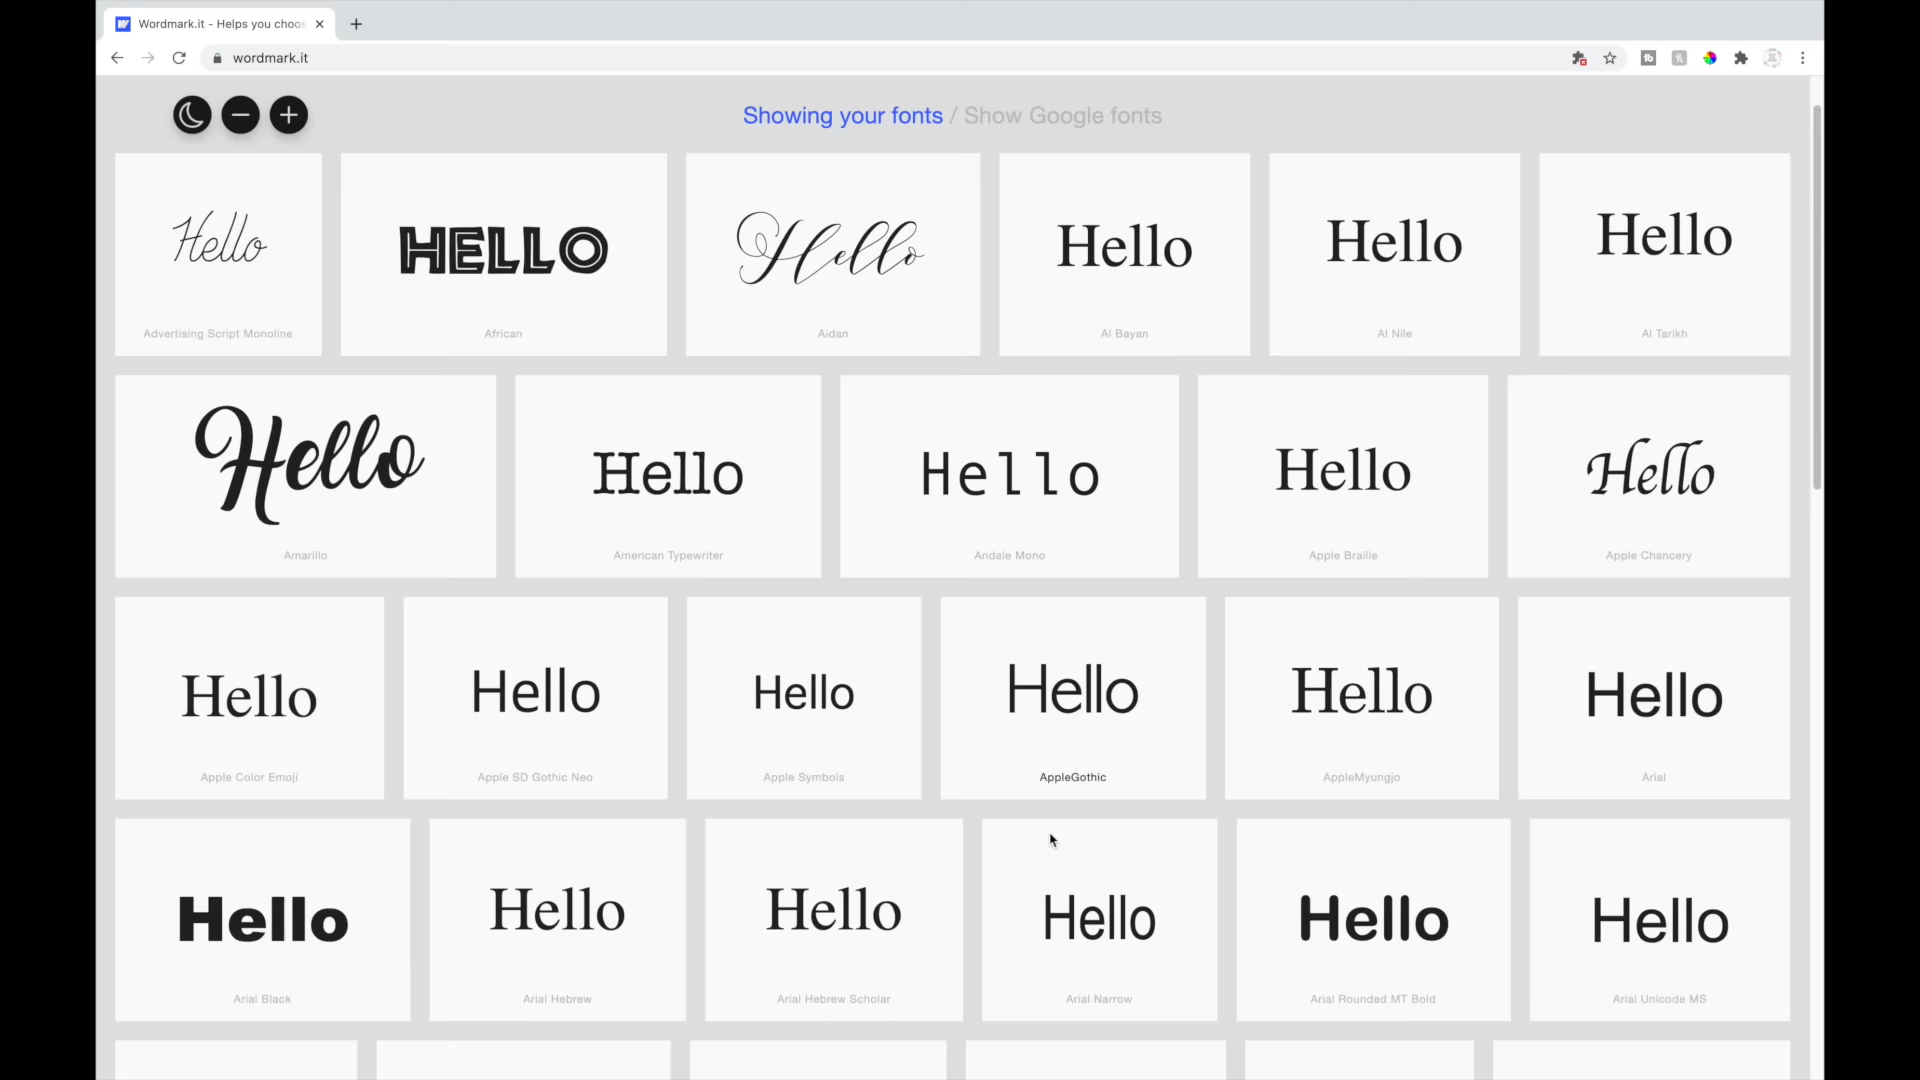 Wordmark.it - Helps you choos
wordmark.it
Showing your fonts / Show Google fonts
Hello
HELLO
Hello
Hello
Hello
Hello
Advertising Script Monoline
African
Aidan
Al Bayan
Al Nile
Al Tarikh
Hello
Hello
Hello
Hello
Hello
Amarillo
American Typewriter
Andale Mono
Apple Braille
Apple Chancery
Hello
Hello
Hello
Hello
Hello
Hello
Apple Color Emoji
Apple SD Gothic Neo
Apple Symbols
AppleGothic
AppleMyungjo
Arial
Hello
Hello
Hello
Hello
Hello
Hello
Arial Black
Arial Hebrew
Arial Hebrew Scholar
Arial Narrow
Arial Rounded MT Bold
Arial Unicode MS